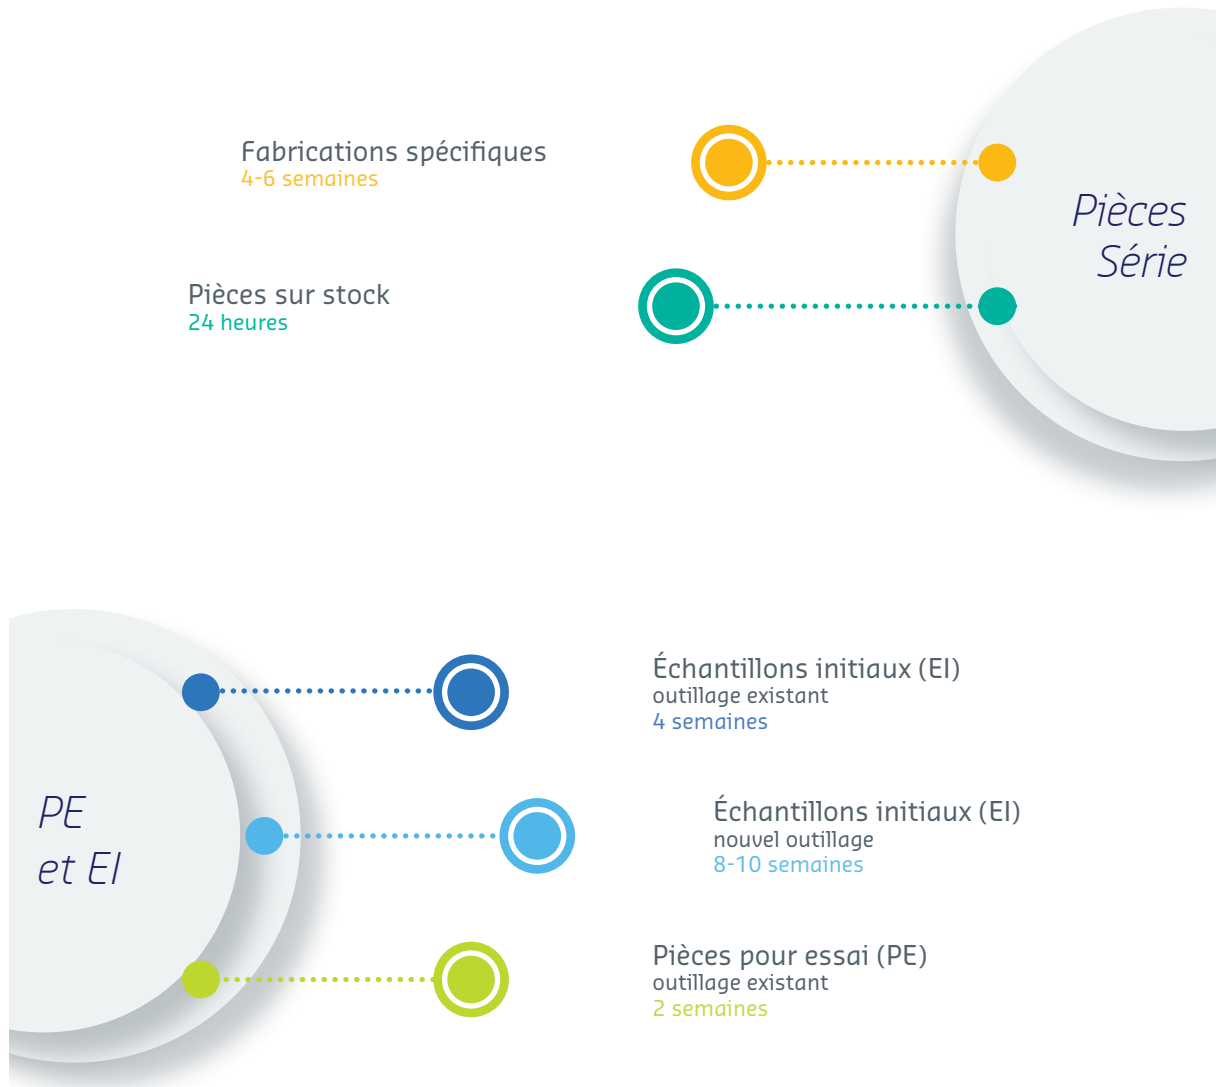 Fabrications spécifiques
4-6 semaines
Pièces sur stock
24 heures
Pièces
Série
Échantillons initiaux (EI)
outillage existant
4 semaines
PE
et EI
Échantillons initiaux (EI)
nouvel outillage
8-10 semaines
Pièces pour essai (PE)
outillage existant
2 semaines